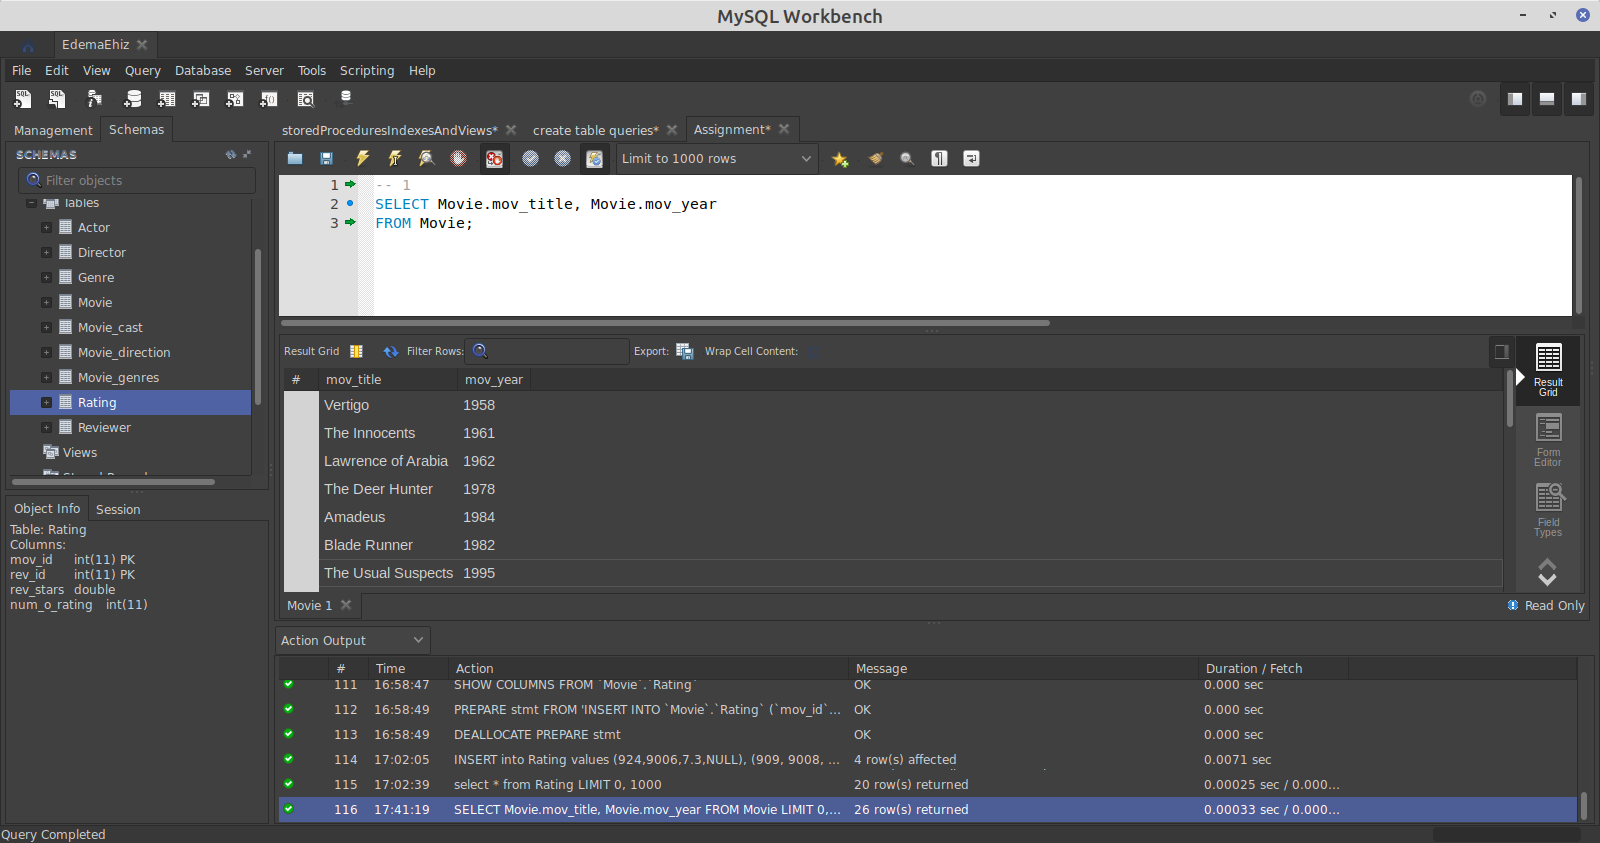 MySQL Workbench
EdemaEhiz
File Edit View Query Database Server Tools Scripting Help
Management Schemas
storedProceduresIndexesAndViews* create table queries* Assignment*
SCHEMAS
Filter objects
Limit to 1000 rows
Tables
Actor
Director
Genre
Movie
Movie_cast
Movie_direction
Movie_genres
Rating
Reviewer
Views
1 -- 1
2 SELECT Movie.mov_title, Movie.mov_year
3 FROM Movie;
Object Info Session
Table: Rating
Columns:
mov_id int(11) PK
rev_id int(11) PK
rev_stars double
num_o_rating int(11)
Result Grid Filter Rows: Export: Wrap Cell Content:
# mov_title mov_year
Vertigo 1958
The Innocents 1961
Lawrence of Arabia 1962
The Deer Hunter 1978
Amadeus 1984
Blade Runner 1982
The Usual Suspects 1995
Result
Grid
Form
Editor
Field
Types
Movie 1
Read Only
Action Output
# Time Action Message Duration / Fetch
111 16:58:47 SHOW COLUMNS FROM `Movie`.`Rating` OK 0.000 sec
112 16:58:49 PREPARE stmt FROM 'INSERT INTO `Movie`.`Rating` (`mov_id`... OK 0.000 sec
113 16:58:49 DEALLOCATE PREPARE stmt OK 0.000 sec
114 17:02:05 INSERT into Rating values (924,9006,7.3,NULL), (909, 9008, ... 4 row(s) affected 0.0071 sec
115 17:02:39 select * from Rating LIMIT 0, 1000 20 row(s) returned 0.00025 sec / 0.000...
116 17:41:19 SELECT Movie.mov_title, Movie.mov_year FROM Movie LIMIT 0,... 26 row(s) returned 0.00033 sec / 0.000...
Query Completed